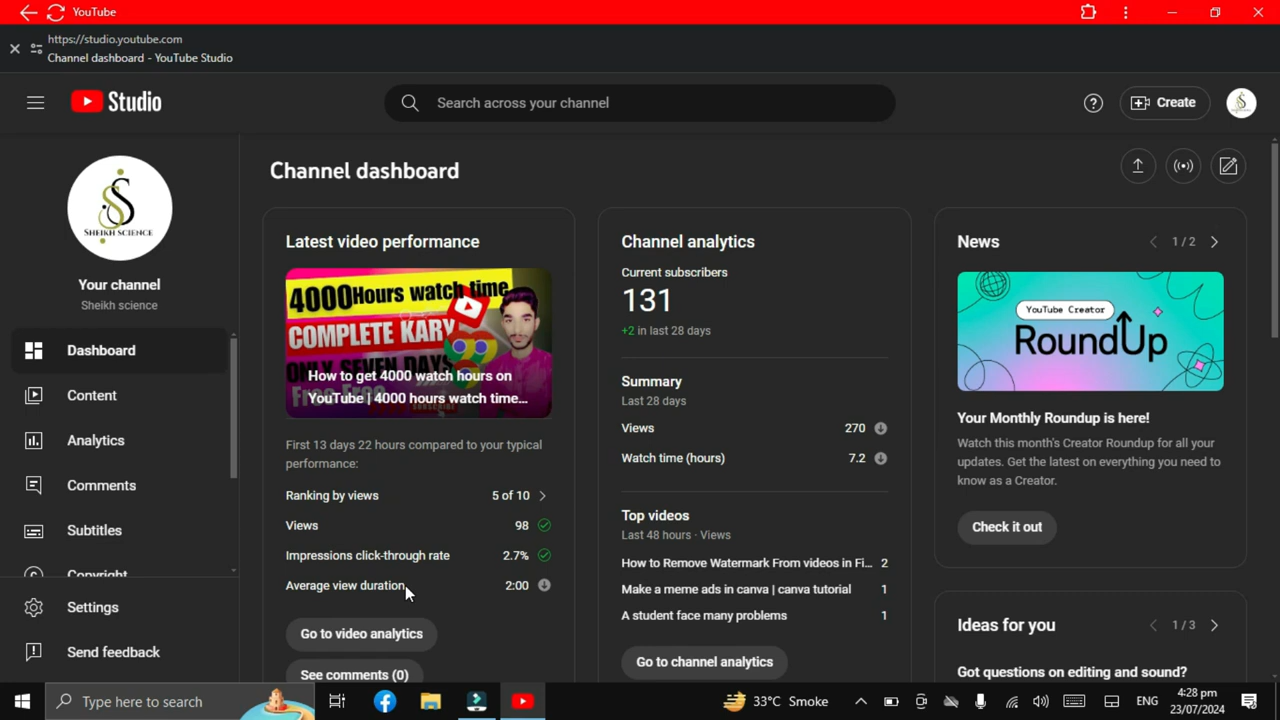 YouTube
https://studio.youtube.com
Channel dashboard - YouTube Studio
Studio
Search across your channel
Create
SHEIKH SCIENCE
Your channel
Sheikh science
Dashboard
Content
Analytics
Comments
Subtitles
Copyright
Settings
Send feedback
Channel dashboard
Latest video performance
4000Hours watch time
COMPLETE KARY
ONLY SEVEN DAYS
How to get 4000 watch hours on
YouTube | 4000 hours watch time...
First 13 days 22 hours compared to your typical
performance:
Ranking by views 5 of 10
Views 98
Impressions click-through rate 2.7%
Average view duration 2:00
Go to video analytics
See comments (0)
Channel analytics
Current subscribers
131
+2 in last 28 days
Summary
Last 28 days
Views 270
Watch time (hours) 7.2
Top videos
Last 48 hours · Views
How to Remove Watermark From videos in Fi... 2
Make a meme ads in canva | canva tutorial 1
A student face many problems 1
Go to channel analytics
News 1 / 2
YouTube Creator
RoundUp
Your Monthly Roundup is here!
Watch this month's Creator Roundup for all your
updates. Get the latest on everything you need to
know as a Creator.
Check it out
Ideas for you 1 / 3
Got questions on editing and sound?
Type here to search
33°C Smoke
ENG
4:28 pm
23/07/2024